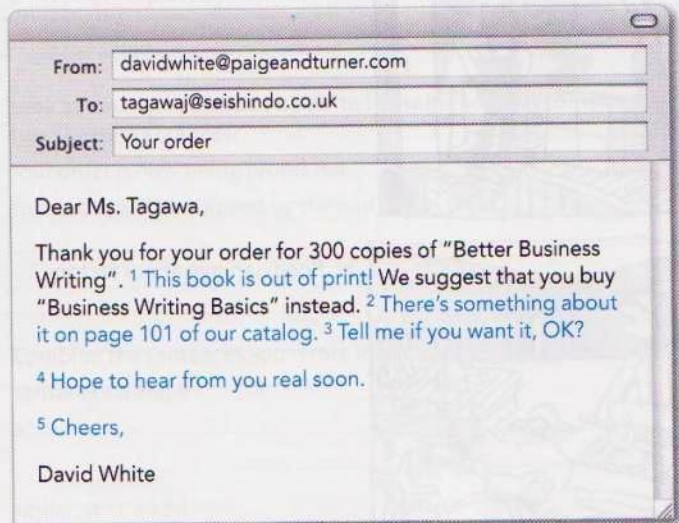 From: davidwhite@paigeandturner.com
To: tagawaj@seishindo.co.uk
Subject: Your order
Dear Ms. Tagawa,
Thank you for your order for 300 copies of “Better Business
Writing”. ¹ This book is out of print! We suggest that you buy
“Business Writing Basics” instead. ² There’s something about
it on page 101 of our catalog. ³ Tell me if you want it, OK?
⁴ Hope to hear from you real soon.
⁵ Cheers,
David White